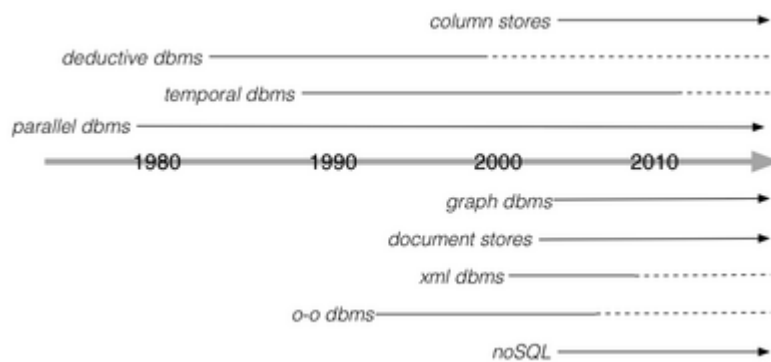 column stores
deductive dbms
temporal dbms
parallel dbms
1980 1990 2000 2010
graph dbms
document stores
xml dbms
o-o dbms
noSQL